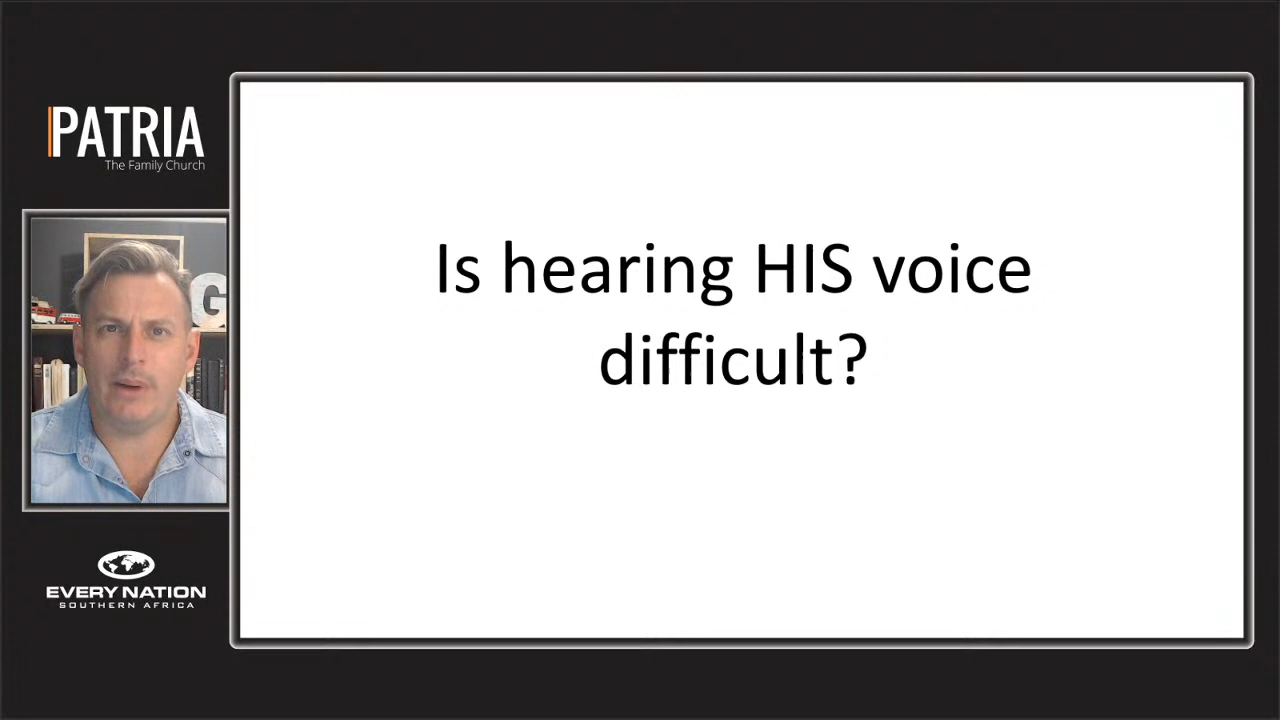 PATRIA
The Family Church
G
EVERY NATION
SOUTHERN AFRICA
Is hearing HIS voice
difficult?